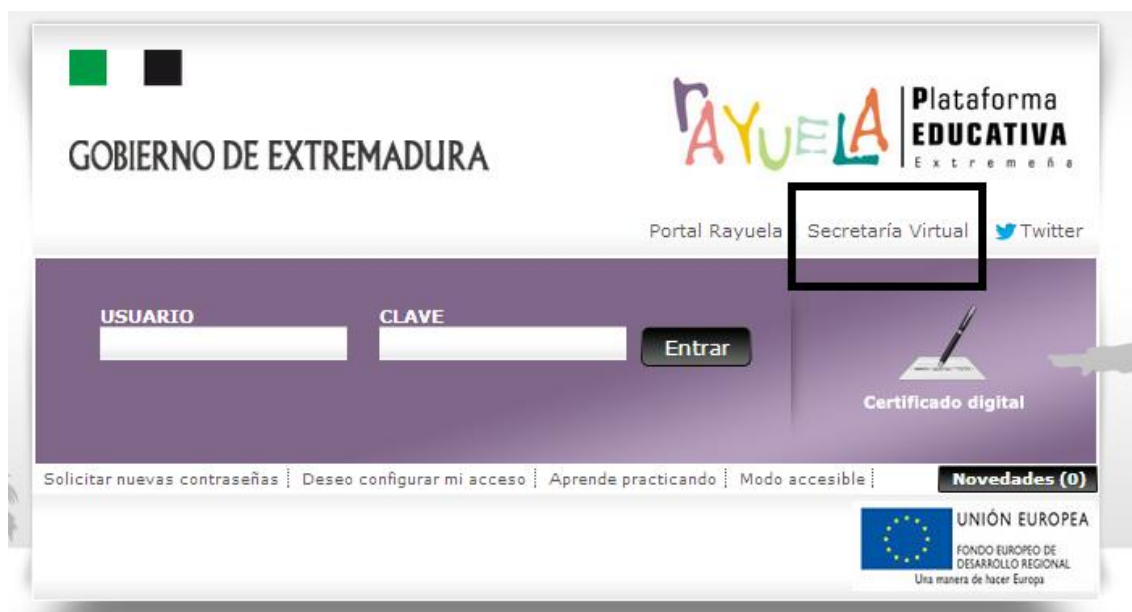 GOBIERNO DE EXTREMADURA
RAYUELA
Plataforma
EDUCATIVA
Extremeña
Portal Rayuela Secretaría Virtual Twitter
USUARIO CLAVE
Entrar
Certificado digital
Solicitar nuevas contraseñas Deseo configurar mi acceso Aprende practicando Modo accesible Novedades (0)
UNIÓN EUROPEA
FONDO EUROPEO DE
DESARROLLO REGIONAL
Una manera de hacer Europa